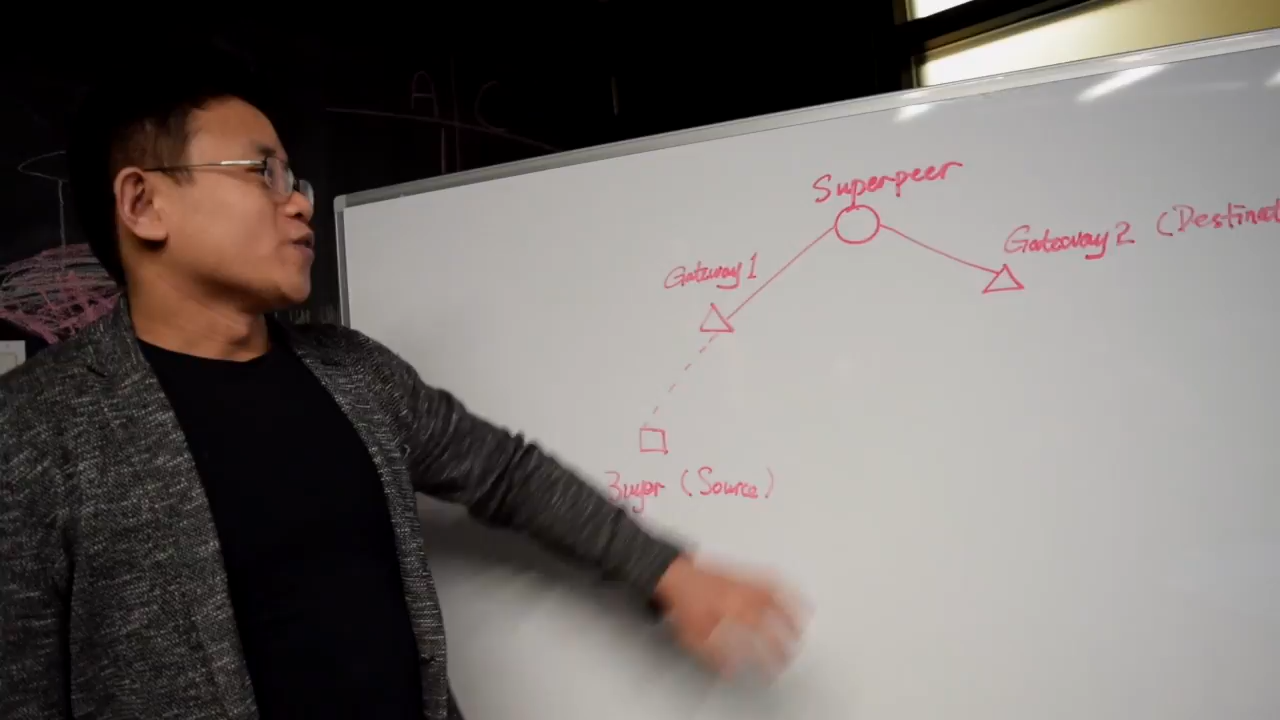 Superpeer
Gateway 2 (Destinat
Gateway 1
Buyer (Source)
A C